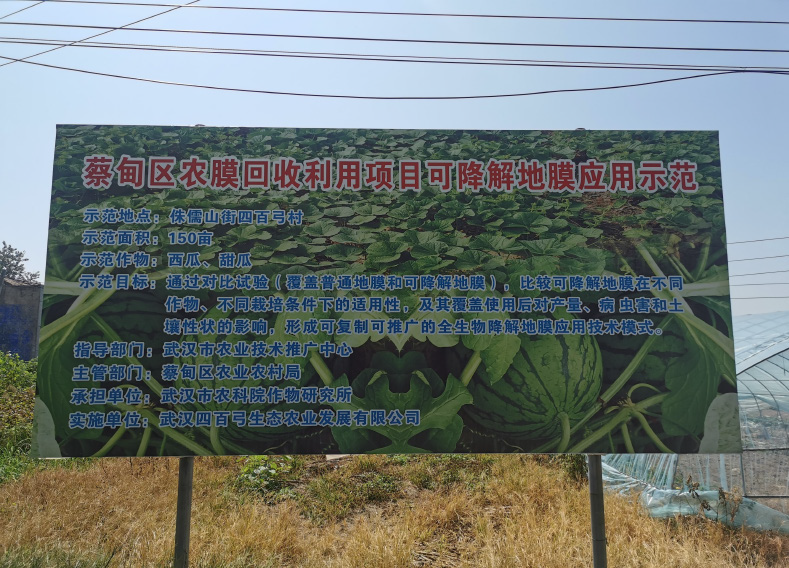 蔡甸区农膜回收利用项目可降解地膜应用示范
示范地点：侏儒山街四百弓村
示范面积：150亩
示范作物：西瓜、甜瓜
示范目标：通过对比试验（覆盖普通地膜和可降解地膜），比较可降解地膜在不同
作物、不同栽培条件下的适用性，及其覆盖使用后对产量、病虫害和土
壤性状的影响，形成可复制可推广的全生物降解地膜应用技术模式。
指导部门：武汉市农业技术推广中心
主管部门：蔡甸区农业农村局
承担单位：武汉市农科院作物研究所
实施单位：武汉四百弓生态农业发展有限公司